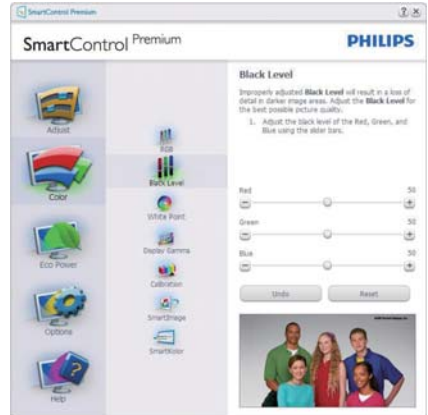 SmartControl Premium
SmartControl Premium
PHILIPS
Adjust
Color
Eco Power
Options
Help
RGB
Black Level
White Point
Display Gamma
Calibration
SmartImage
SmartKolor
Black Level
Improperly adjusted Black Level will result in a loss of
detail in darker image areas. Adjust the Black Level for
the best possible picture quality.
1. Adjust the black level of the Red, Green, and
Blue using the slider bars.
Red 50
Green 50
Blue 50
Undo Reset